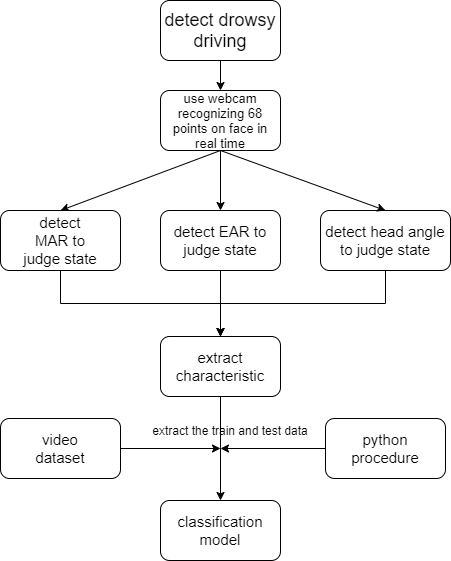 detect drowsy
driving
use webcam
recognizing 68
points on face in
real time
detect
MAR to
judge state
detect EAR to
judge state
detect head angle
to judge state
extract
characteristic
extract the train and test data
video
dataset
python
procedure
classification
model